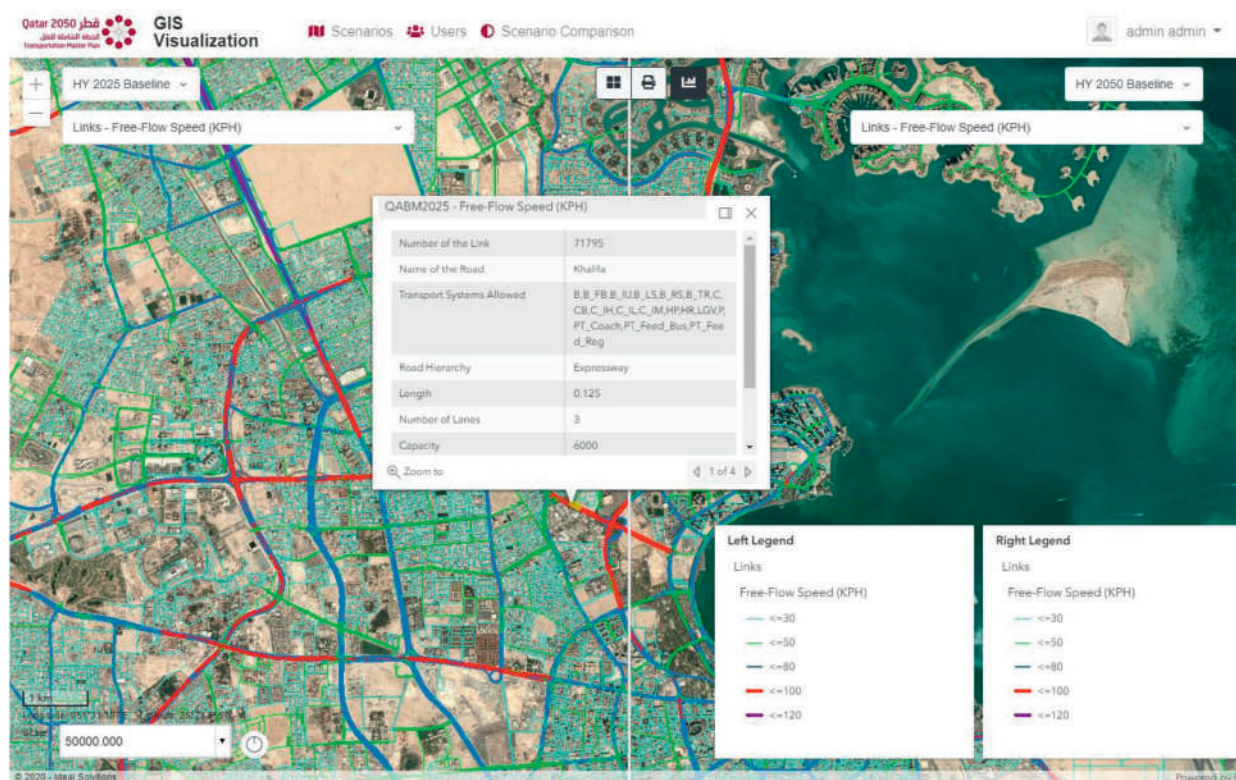 Qatar 2050 قطر
الخطة الشاملة للنقل
Transportation Master Plan
GIS
Visualization
Scenarios
Users
Scenario Comparison
admin admin
+
−
HY 2025 Baseline
HY 2050 Baseline
Links - Free-Flow Speed (KPH)
Links - Free-Flow Speed (KPH)
QABM2025 - Free-Flow Speed (KPH)
Number of the Link 71795
Name of the Road Khalifa
Transport Systems Allowed
B,B_FB,B_IU,B_LS,B_RS,B_TR,C,
CB,C_IH,C_IL,C_IM,HP,HR,LGV,P,
PT_Coach,PT_Feed_Bus,PT_Fee
d_Reg
Road Hierarchy Expressway
Length 0.125
Number of Lanes 3
Capacity 6000
Zoom to
1 of 4
Left Legend
Links
Free-Flow Speed (KPH)
<=30
<=50
<=80
<=100
<=120
Right Legend
Links
Free-Flow Speed (KPH)
<=30
<=50
<=80
<=100
<=120
1 km
Scale
50000.000
© 2020 - Ideal Solutions
Powered by